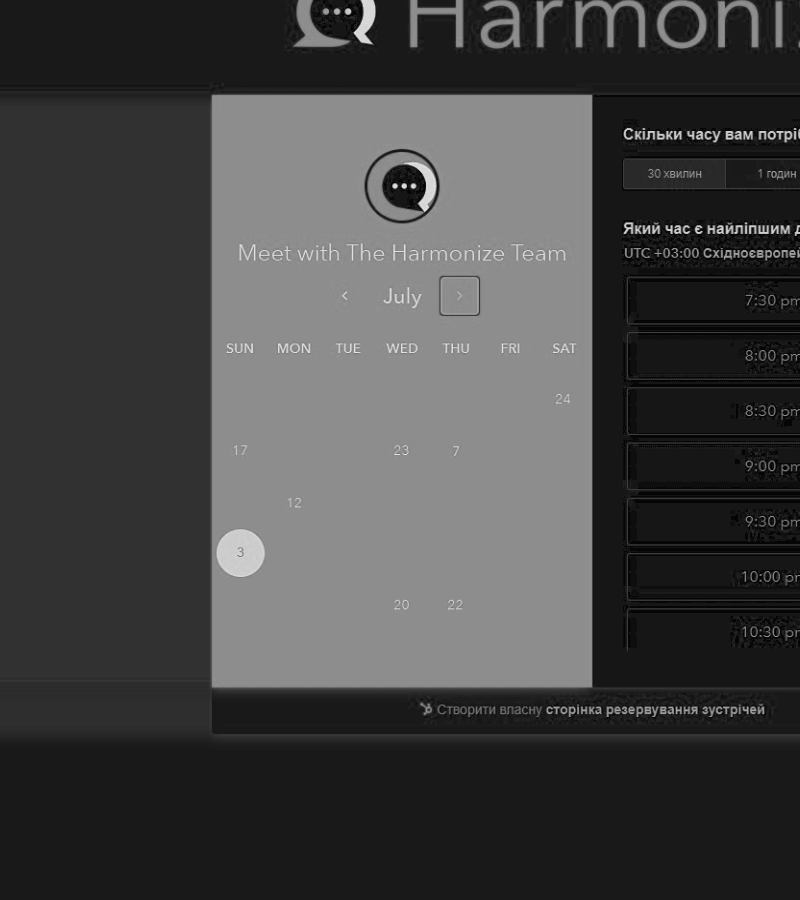 Harmoniz
Meet with The Harmonize Team
July
SUN MON TUE WED THU FRI SAT
24
17 23 7
12
3
20 22
Скільки часу вам потріб
30 хвилин 1 годин
Який час є найліпшим д
UTC +03:00 Східноєвропей
7:30 pm
8:00 pm
8:30 pm
9:00 pm
9:30 pm
10:00 pm
10:30 pm
Створити власну сторінка резервування зустрічей